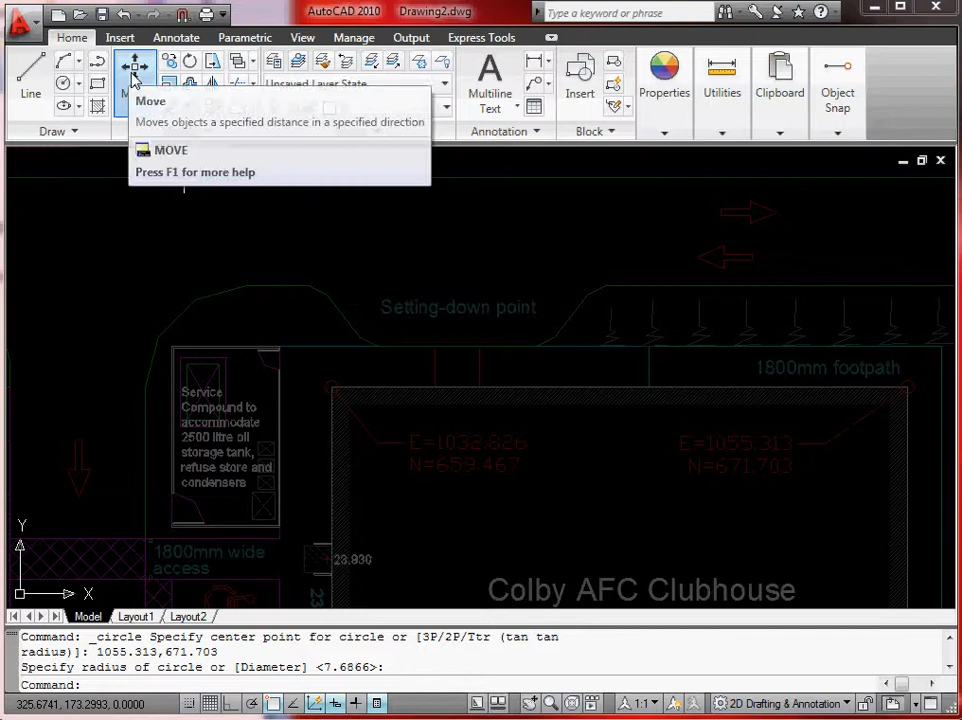 AutoCAD 2010 Drawing2.dwg
Type a keyword or phrase
Home Insert Annotate Parametric View Manage Output Express Tools
Line
Unsaved Layer State
Multiline
Text
Insert
Properties
Utilities
Clipboard
Object
Snap
Draw
Annotation
Block
Move
Moves objects a specified distance in a specified direction
MOVE
Press F1 for more help
Setting-down point
1800mm footpath
Service
Compound to
accommodate
2500 litre oil
storage tank,
refuse store and
condensers
E=1032.826
N=659.467
E=1055.313
N=671.703
1800mm wide
access
23.930
Colby AFC Clubhouse
Y
X
Model Layout1 Layout2
Command: _circle Specify center point for circle or [3P/2P/Ttr (tan tan
radius)]: 1055.313,671.703
Specify radius of circle or [Diameter] <7.6866>:
Command:
325.6741, 173.2993, 0.0000
1:1
2D Drafting & Annotation